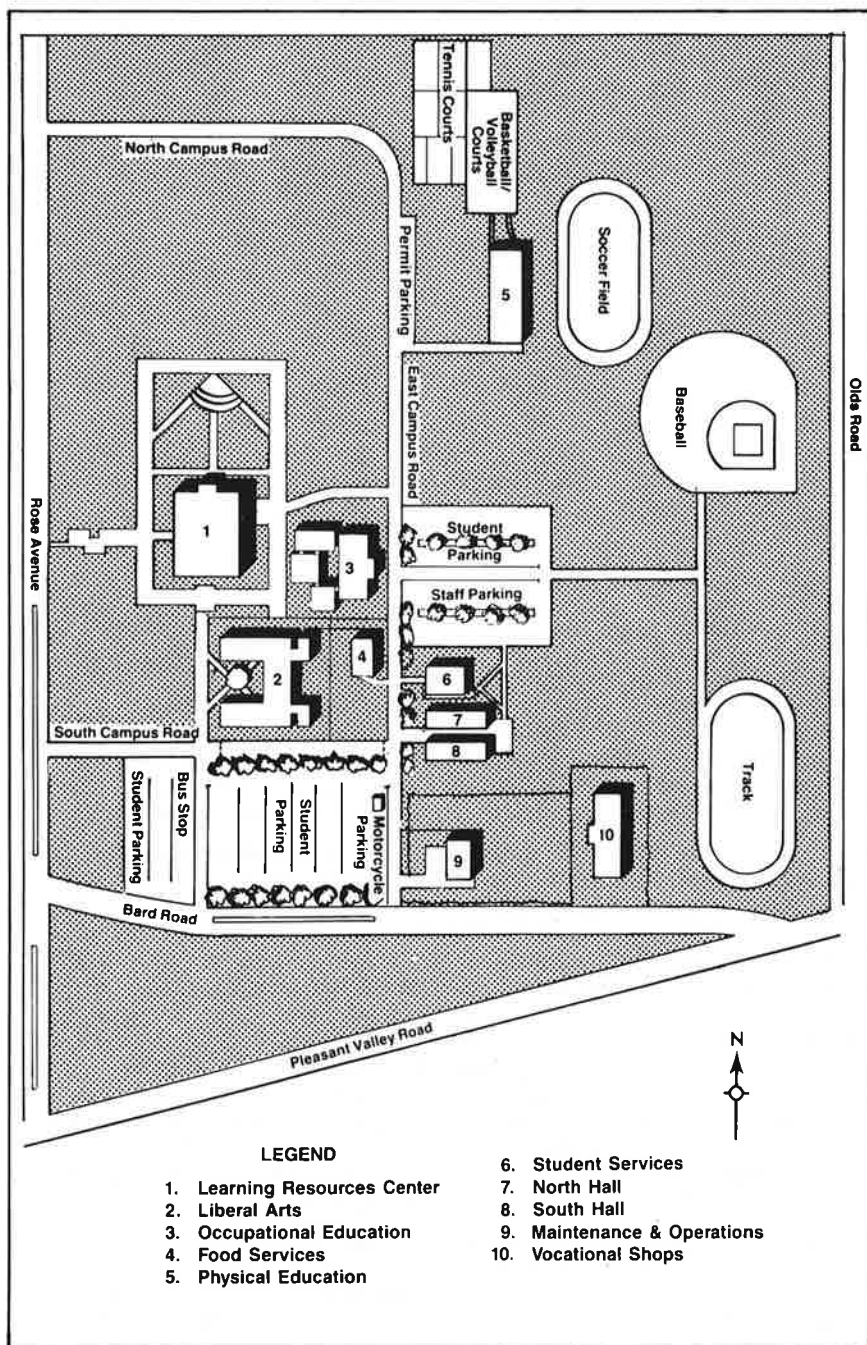 Tennis Courts
Basketball/
Volleyball
Courts
North Campus Road
Permit Parking
5
Soccer Field
Baseball
Olds Road
East Campus Road
Rose Avenue
1
Student
Parking
3
Staff Parking
4
2
6
7
8
South Campus Road
Track
Bus Stop
Student Parking
Student
Parking
Motorcycle
Parking
9
10
Bard Road
Pleasant Valley Road
N
LEGEND
1. Learning Resources Center
2. Liberal Arts
3. Occupational Education
4. Food Services
5. Physical Education
6. Student Services
7. North Hall
8. South Hall
9. Maintenance & Operations
10. Vocational Shops